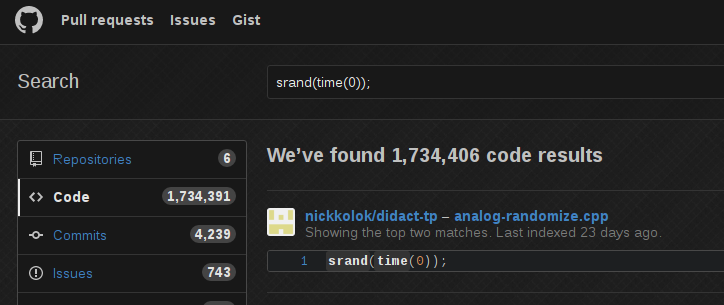 Pull requests Issues Gist
Search
srand(time(0));
Repositories 6
Code 1,734,391
Commits 4,239
Issues 743
We've found 1,734,406 code results
nickkolok/didact-tp – analog-randomize.cpp
Showing the top two matches. Last indexed 23 days ago.
1 srand(time(0));